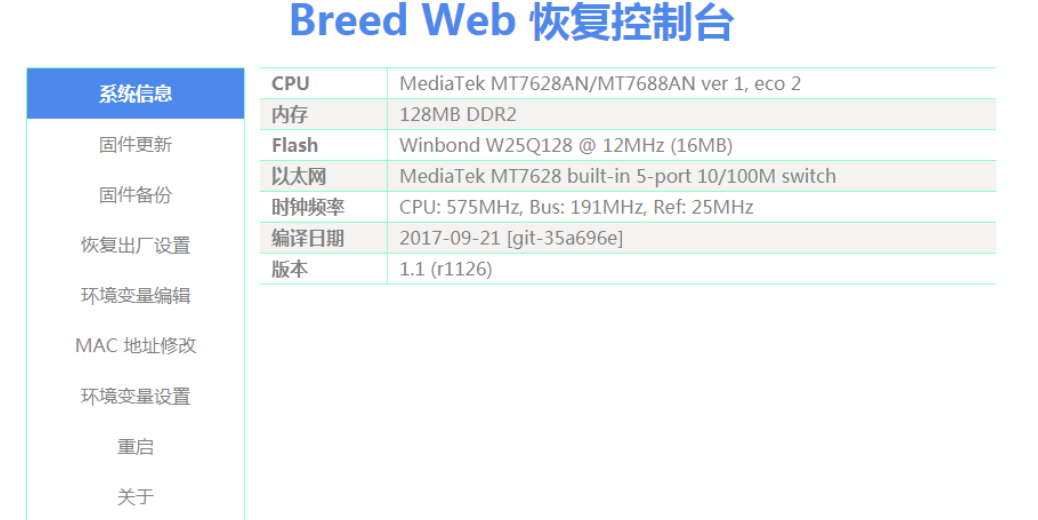 Breed Web 恢复控制台
系统信息
固件更新
固件备份
恢复出厂设置
环境变量编辑
MAC 地址修改
环境变量设置
重启
关于
CPU MediaTek MT7628AN/MT7688AN ver 1, eco 2
内存 128MB DDR2
Flash Winbond W25Q128 @ 12MHz (16MB)
以太网 MediaTek MT7628 built-in 5-port 10/100M switch
时钟频率 CPU: 575MHz, Bus: 191MHz, Ref: 25MHz
编译日期 2017-09-21 [git-35a696e]
版本 1.1 (r1126)